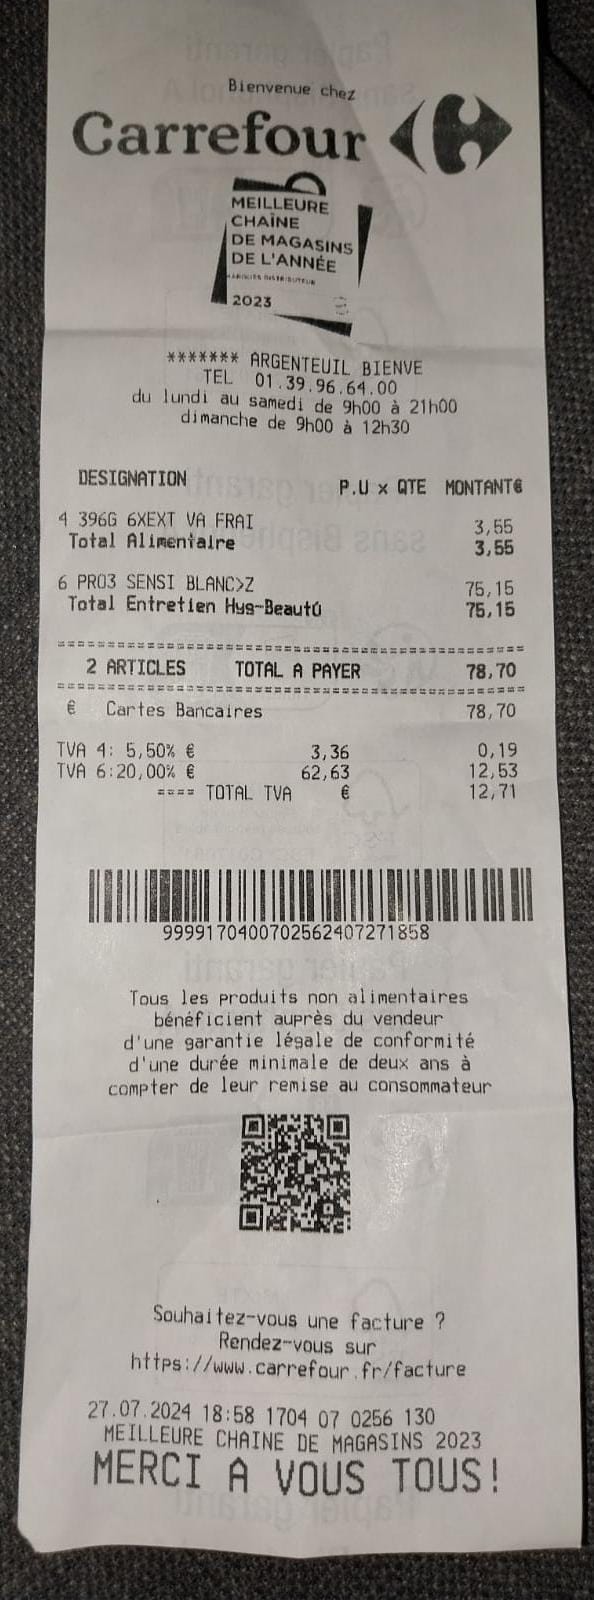 Bienvenue chez
Carrefour
MEILLEURE
CHAÎNE
DE MAGASINS
DE L'ANNÉE
2023
******* ARGENTEUIL BIENVE
TEL 01.39.96.64.00
du lundi au samedi de 9h00 à 21h00
dimanche de 9h00 à 12h30
DESIGNATION P.U x QTE MONTANT€
4 396G 6XEXT VA FRAI 3,55
Total Alimentaire 3,55
6 PRO3 SENSI BLANC>Z 75,15
Total Entretien Hyg-Beautú 75,15
2 ARTICLES TOTAL A PAYER 78,70
€ Cartes Bancaires 78,70
TVA 4: 5,50% € 3,36 0,19
TVA 6:20,00% € 62,63 12,53
==== TOTAL TVA € 12,71
9999170400702562407271858
Tous les produits non alimentaires
bénéficient auprès du vendeur
d'une garantie légale de conformité
d'une durée minimale de deux ans à
compter de leur remise au consommateur
Souhaitez-vous une facture ?
Rendez-vous sur
https://www.carrefour.fr/facture
27.07.2024 18:58 1704 07 0256 130
MEILLEURE CHAINE DE MAGASINS 2023
MERCI A VOUS TOUS!